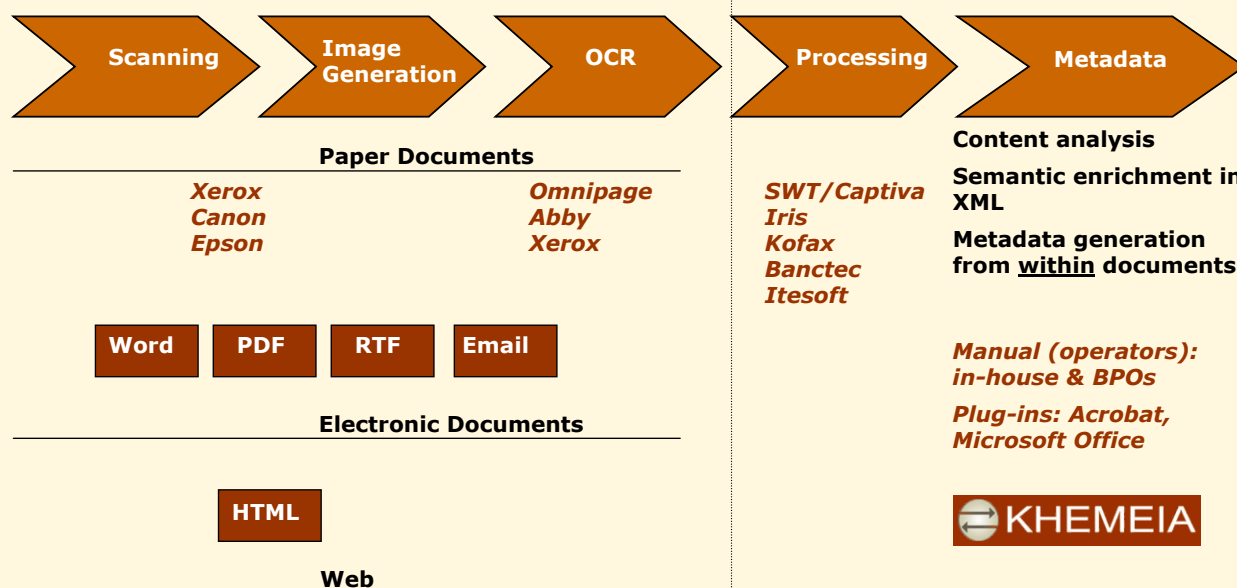 Scanning
Image
Generation
OCR
Processing
Metadata
Paper Documents
Xerox
Canon
Epson
Omnipage
Abby
Xerox
SWT/Captiva
Iris
Kofax
Banctec
Itesoft
Content analysis
Semantic enrichment in
XML
Metadata generation
from within documents
Word
PDF
RTF
Email
Electronic Documents
Manual (operators):
in-house & BPOs
Plug-ins: Acrobat,
Microsoft Office
HTML
KHEMEIA
Web